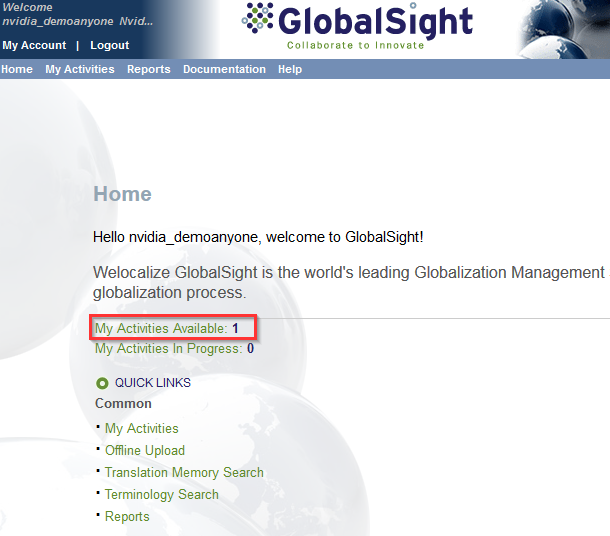 Welcome
nvidia_demoanyone Nvid...
My Account | Logout
GlobalSight
Collaborate to Innovate
Home My Activities Reports Documentation Help
Home
Hello nvidia_demoanyone, welcome to GlobalSight!
Welocalize GlobalSight is the world's leading Globalization Management
globalization process.
My Activities Available: 1
My Activities In Progress: 0
QUICK LINKS
Common
My Activities
Offline Upload
Translation Memory Search
Terminology Search
Reports